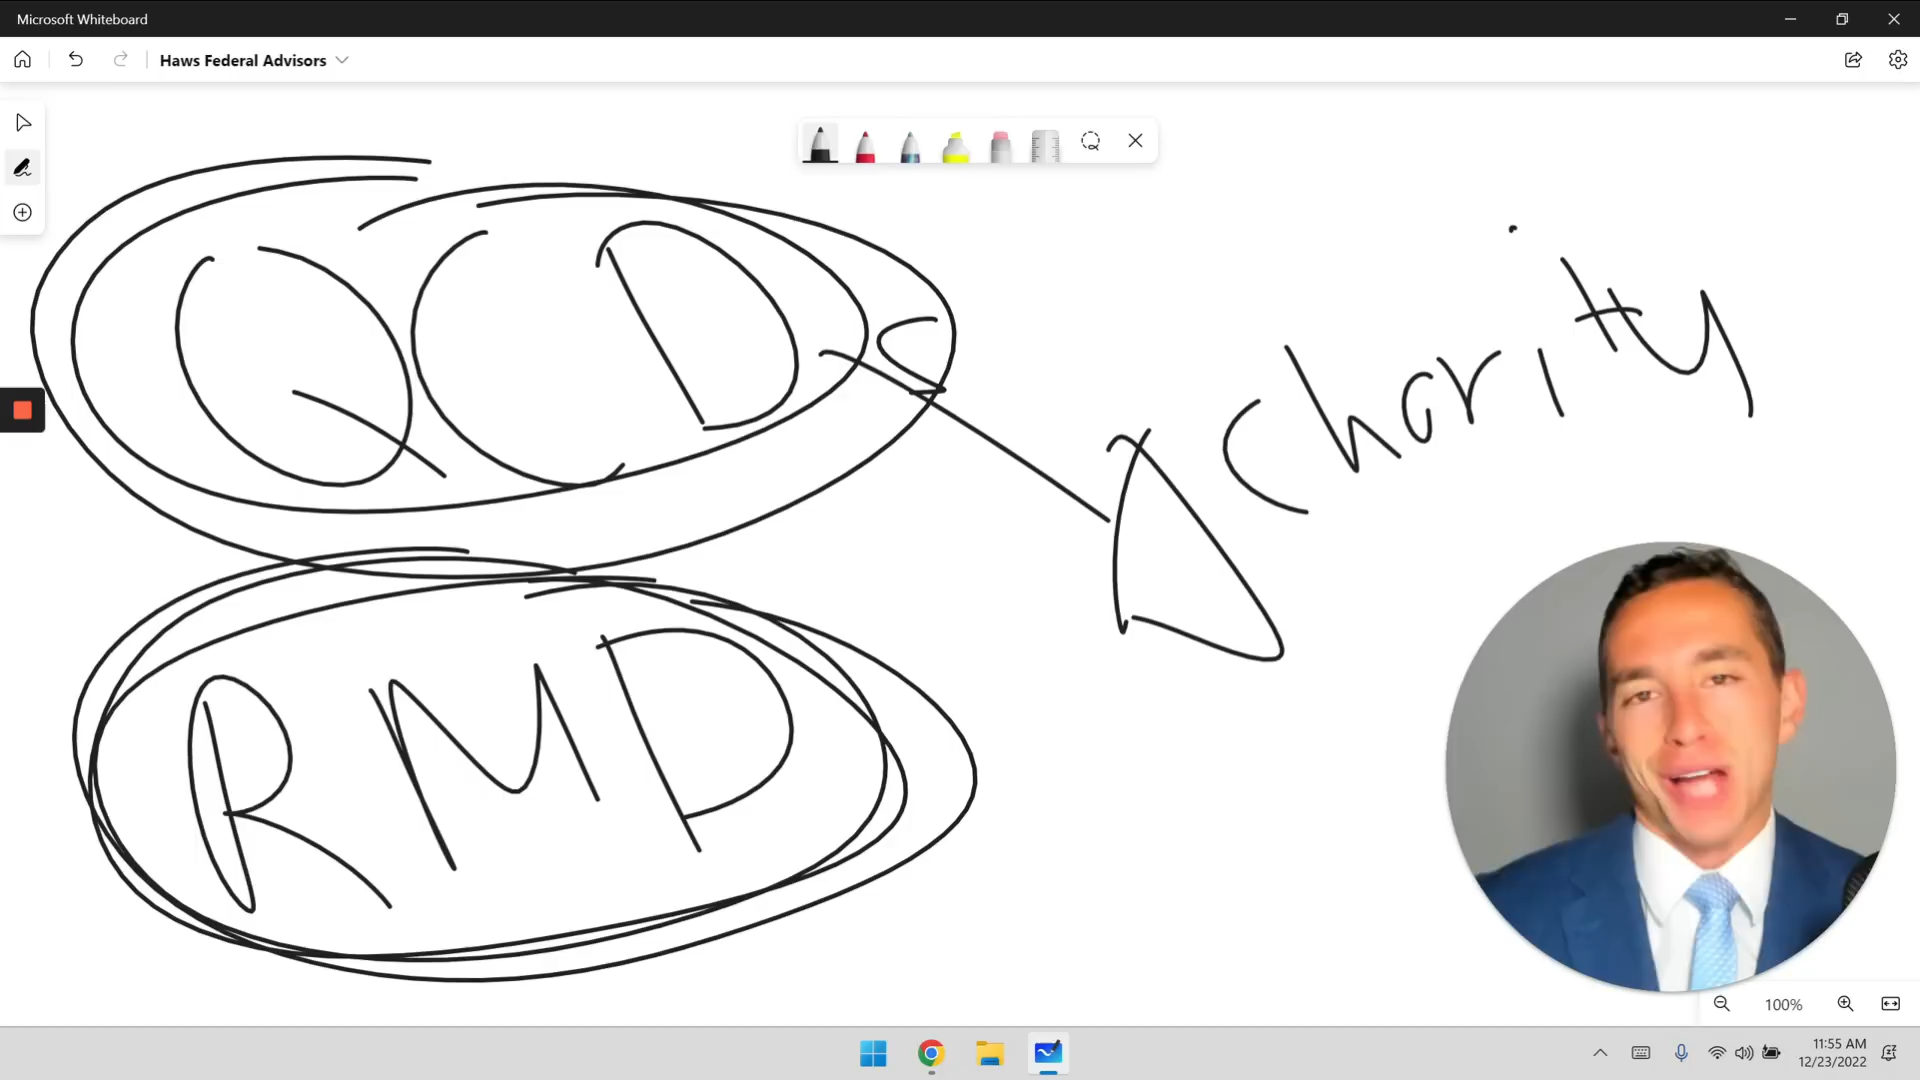 Microsoft Whiteboard
Haws Federal Advisors
QCD
charity
RMD
100%
11:55 AM
12/23/2022